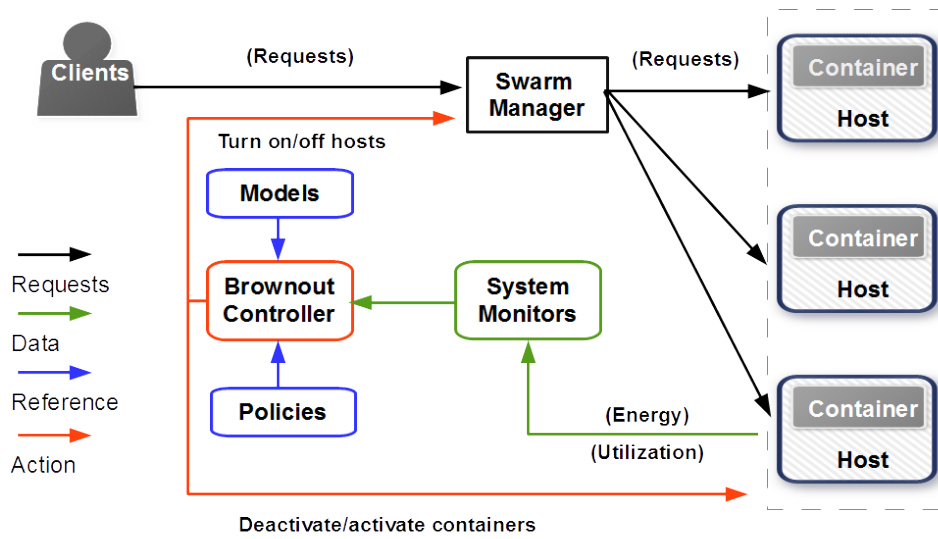 Clients
(Requests)
Swarm
Manager
(Requests)
Container
Host
Turn on/off hosts
Models
Container
Host
Brownout
Controller
System
Monitors
Requests
Data
Reference
Action
Policies
(Energy)
(Utilization)
Container
Host
Deactivate/activate containers